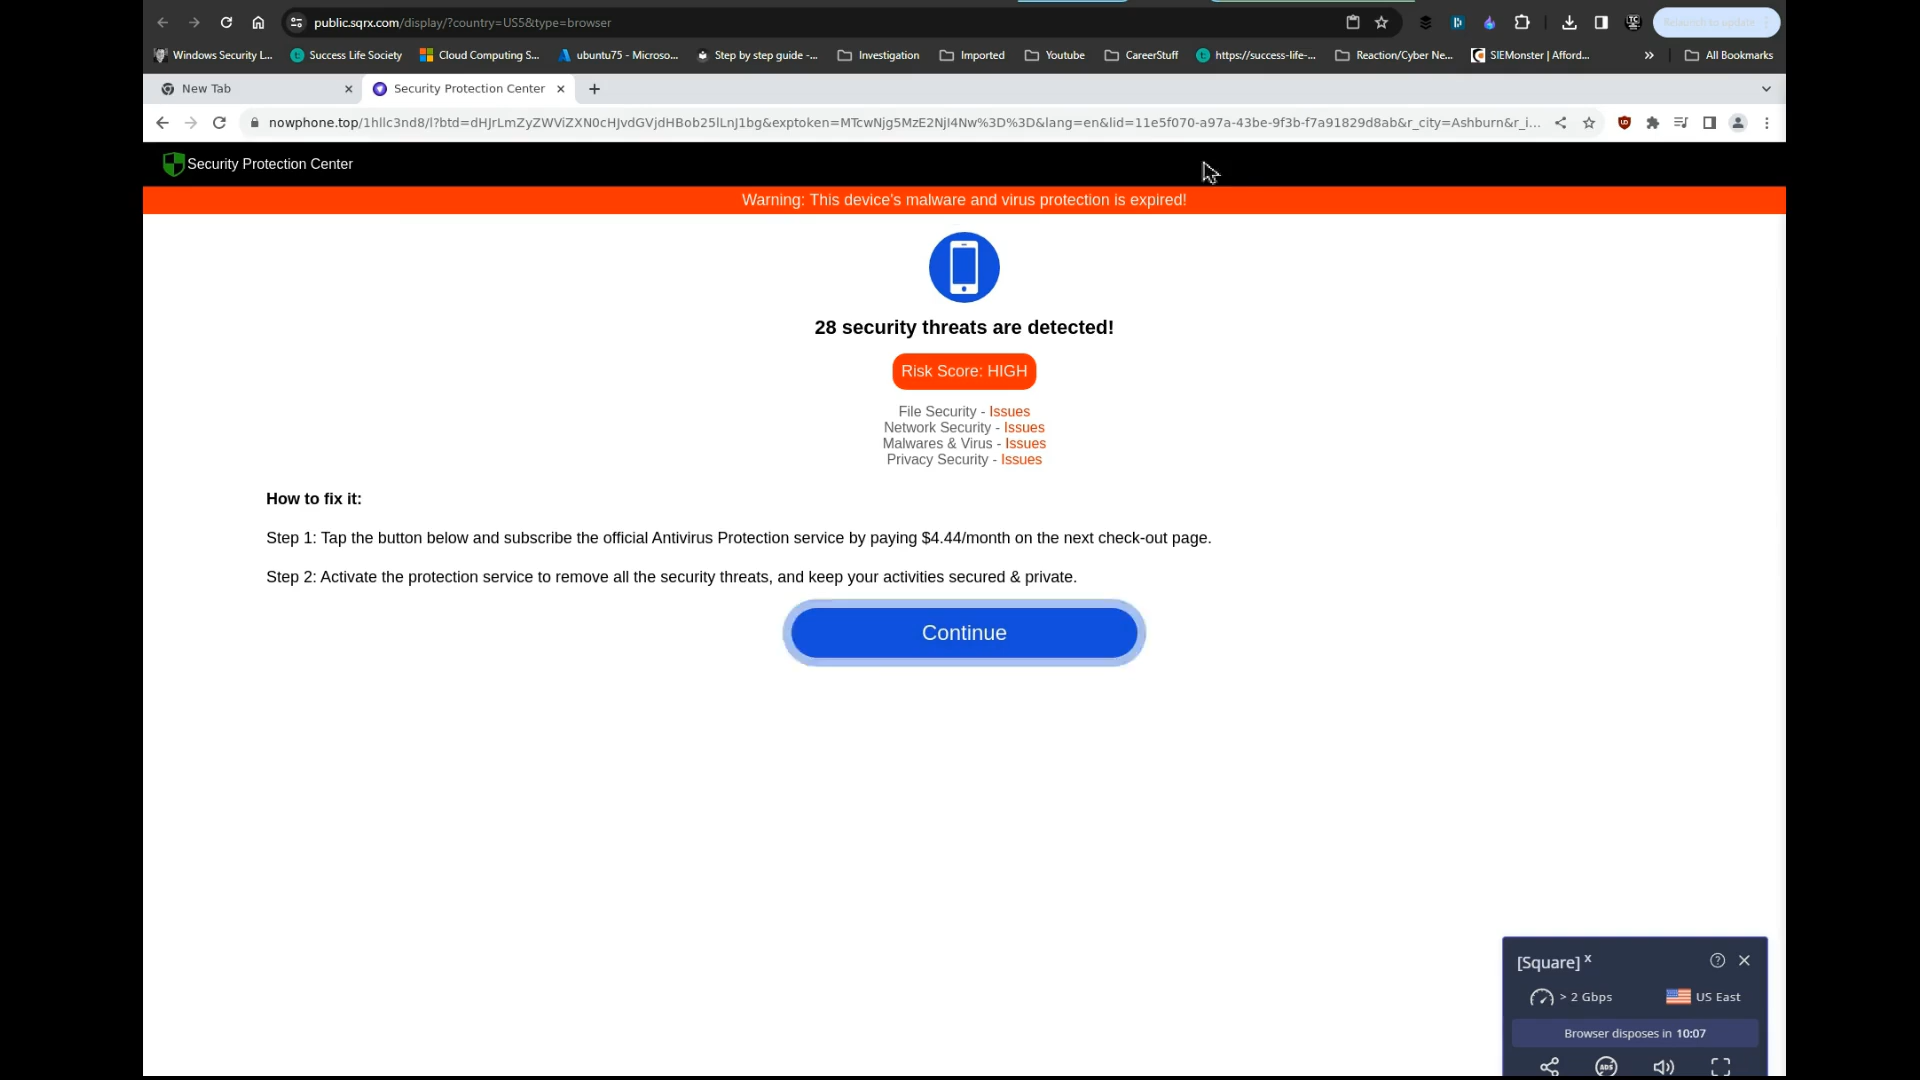 public.sqrx.com/display/?country=US5&type=browser
Windows Security L...
Success Life Society
Cloud Computing S...
ubuntu75 - Microso...
Step by step guide -...
Investigation
Imported
Youtube
CareerStuff
https://success-life-...
Reaction/Cyber Ne...
SIEMonster | Afford...
»
All Bookmarks
New Tab
Security Protection Center
nowphone.top/1hllc3nd8/l?btd=dHJrLmZyZWViZXN0cHJvdGVjdHBob25lLnJ1bg&exptoken=MTcwNjg5MzE2NjI4Nw%3D%3D&lang=en&lid=11e5f070-a97a-43be-9f3b-f7a91829d8ab&r_city=Ashburn&r_i...
Security Protection Center
Warning: This device's malware and virus protection is expired!
28 security threats are detected!
Risk Score: HIGH
File Security - Issues
Network Security - Issues
Malwares & Virus - Issues
Privacy Security - Issues
How to fix it:
Step 1: Tap the button below and subscribe the official Antivirus Protection service by paying $4.44/month on the next check-out page.
Step 2: Activate the protection service to remove all the security threats, and keep your activities secured & private.
Continue
[Square] x
> 2 Gbps
US East
Browser disposes in 10:07
ADS